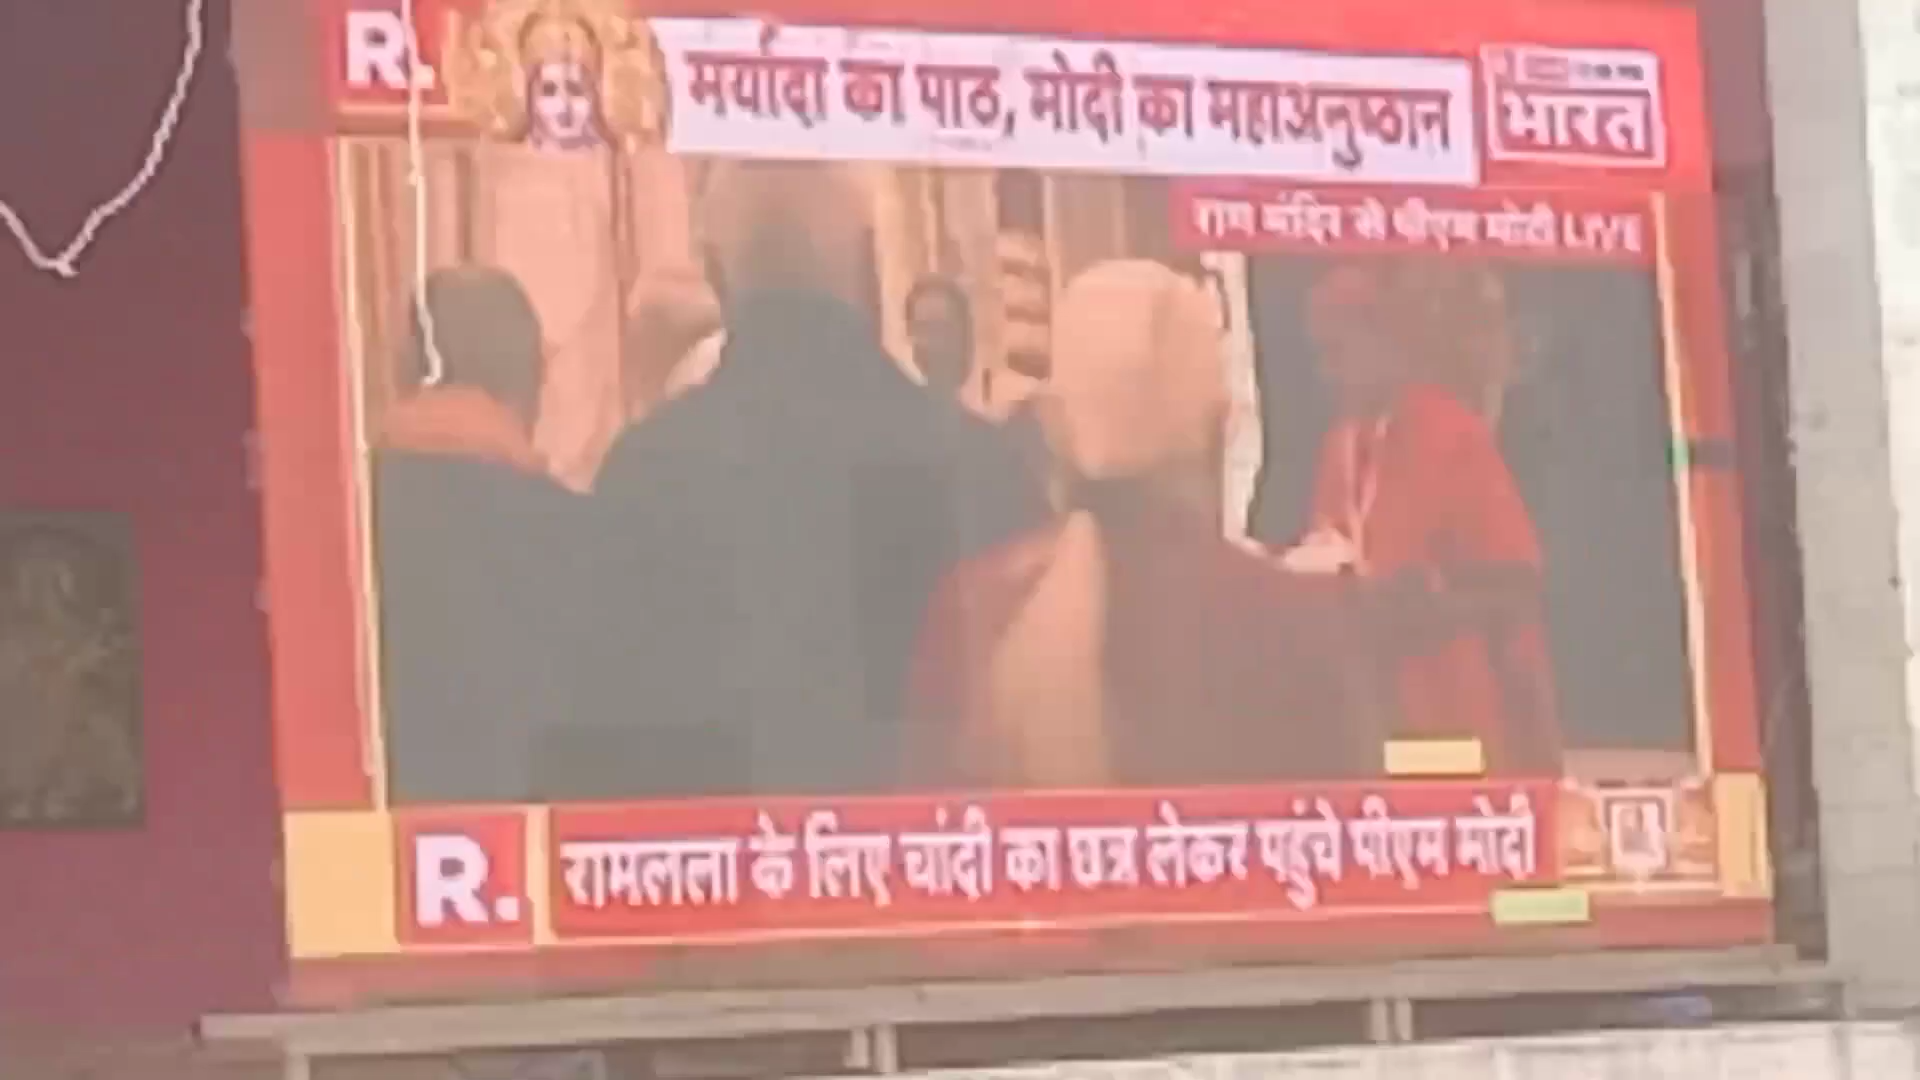 R.
मर्यादा का पाठ, मोदी का महाअनुष्ठान
भारत
राम मंदिर से पीएम मोदी LIVE
R.
रामलला के लिए चांदी का छत्र लेकर पहुंचे पीएम मोदी